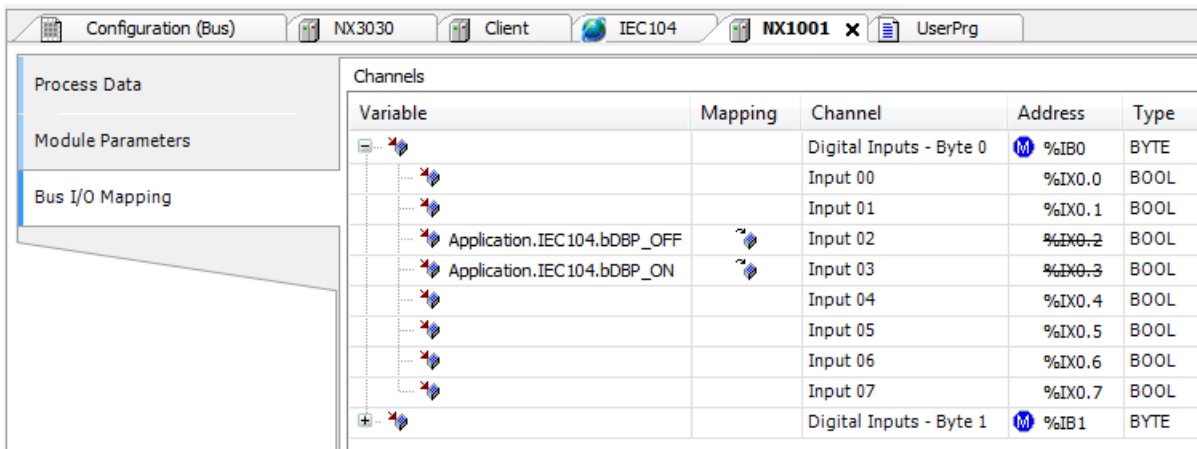 Configuration (Bus) NX3030 Client IEC104 NX1001 x UserPrg
Process Data
Module Parameters
Bus I/O Mapping
Channels
Variable Mapping Channel Address Type
Digital Inputs - Byte 0 M %IB0 BYTE
Input 00 %IX0.0 BOOL
Input 01 %IX0.1 BOOL
Application.IEC104.bDBP_OFF Input 02 %IX0.2 BOOL
Application.IEC104.bDBP_ON Input 03 %IX0.3 BOOL
Input 04 %IX0.4 BOOL
Input 05 %IX0.5 BOOL
Input 06 %IX0.6 BOOL
Input 07 %IX0.7 BOOL
Digital Inputs - Byte 1 M %IB1 BYTE